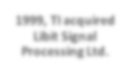 1999, TI acquired
Libit Signal
Processing Ltd.